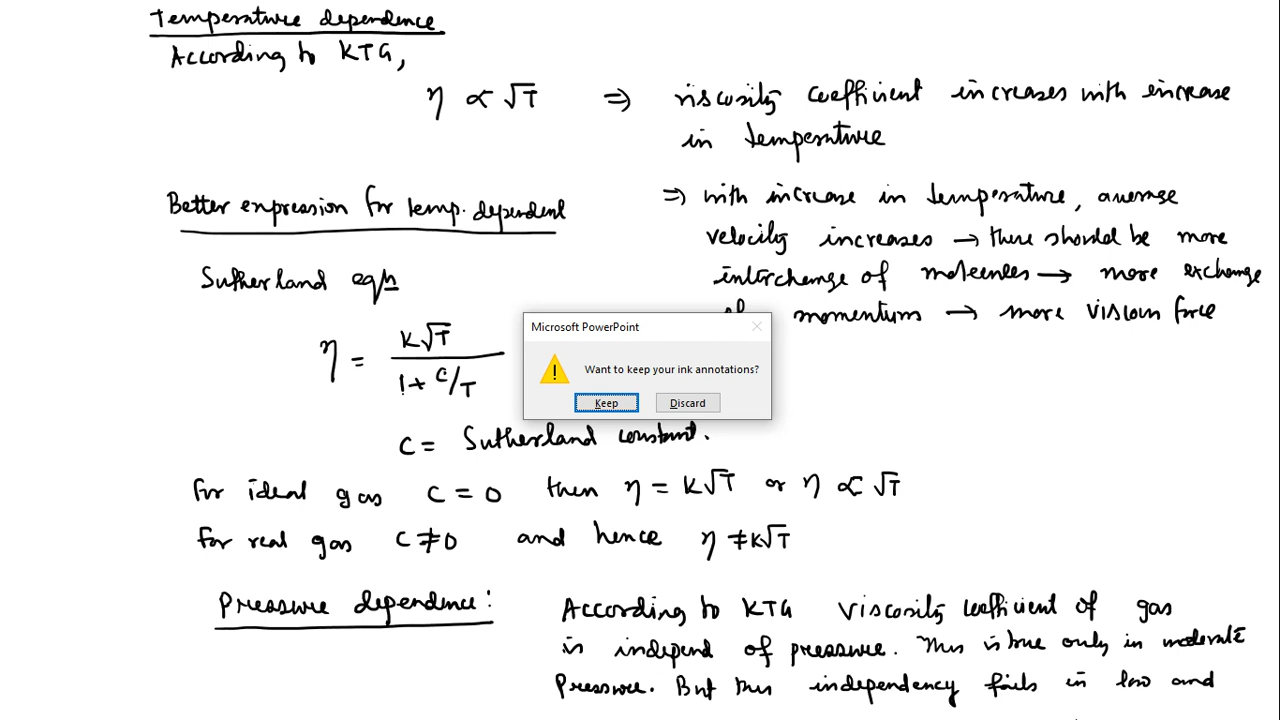 Temperature dependence
According to KTG,
η ∝ √T ⇒ viscosity coefficient increases with increase
in temperature
⇒ with increase in temperature, average
velocity increases → there should be more
interchange of molecules → more exchange
of momentum → more viscous force
Better expression for temp. dependent
Sutherland eqn
η = K√T / 1 + C/T
C = Sutherland constant.
Microsoft PowerPoint
Want to keep your ink annotations?
Keep Discard
For ideal gas C = 0 then η = K√T or η ∝ √T
For real gas C ≠ 0 and hence η ≠ K√T
Pressure dependence:
According to KTG viscosity coefficient of gas
is independ of pressure. This is true only in moderate
pressure. But this independency fails in low and